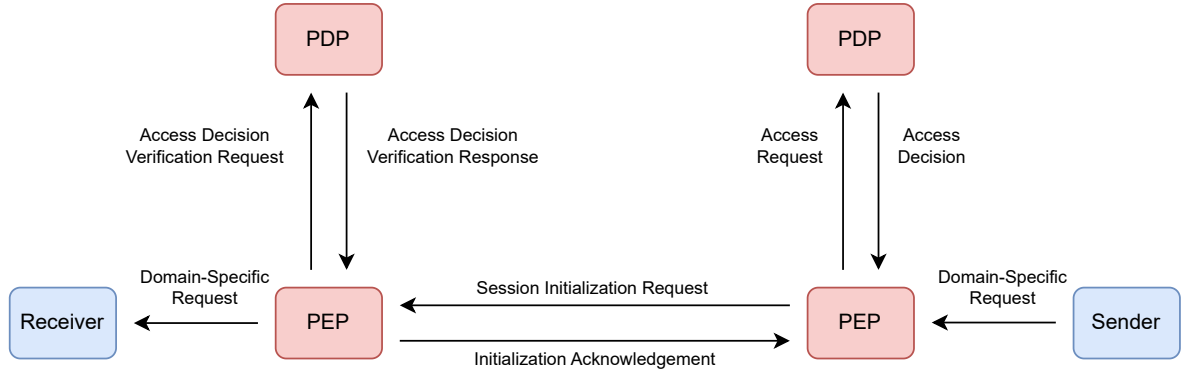 PDP
PDP
Access Decision
Verification Request
Access Decision
Verification Response
Access
Request
Access
Decision
Domain-Specific
Request
Session Initialization Request
Domain-Specific
Request
Receiver
PEP
PEP
Sender
Initialization Acknowledgement